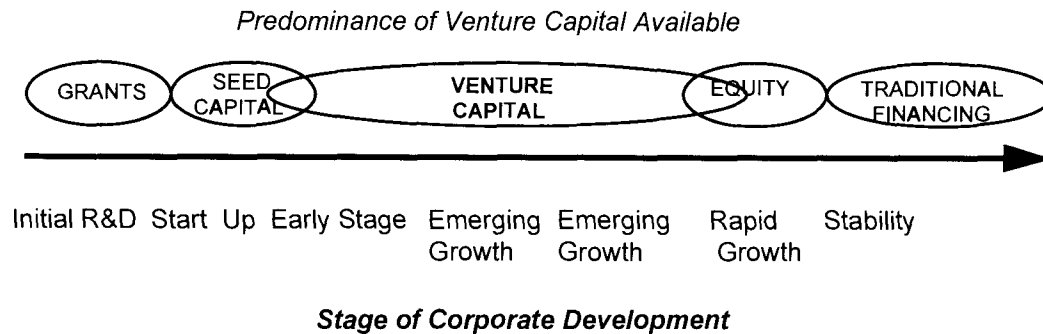 Predominance of Venture Capital Available
GRANTS
SEED
CAPITAL
VENTURE
CAPITAL
EQUITY
TRADITIONAL
FINANCING
Initial R&D Start Up Early Stage Emerging Emerging Rapid Stability
Growth Growth Growth
Stage of Corporate Development